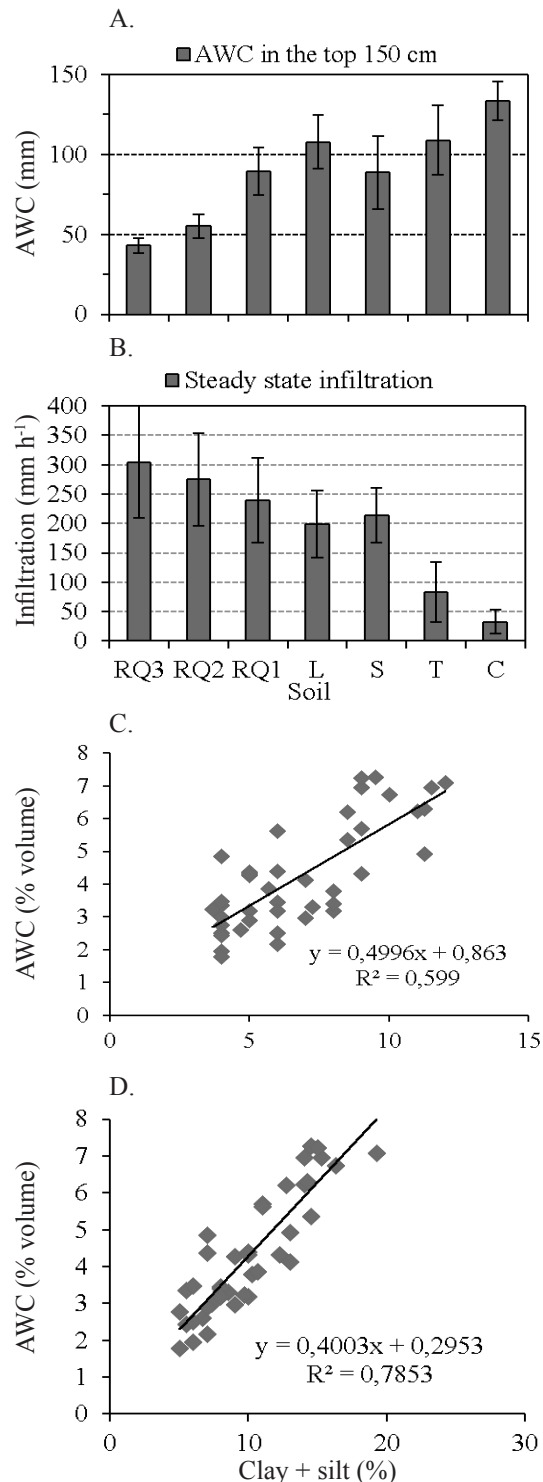 A.
AWC in the top 150 cm
150
100
50
0
AWC (mm)
B.
Steady state infiltration
400
350
300
250
200
150
100
50
0
Infiltration (mm h-1)
RQ3 RQ2 RQ1 L S T C
Soil
C.
8
7
6
5
4
3
2
1
0
AWC (% volume)
y = 0,4996x + 0,863
R² = 0,599
0 5 10 15
D.
8
7
6
5
4
3
2
1
0
AWC (% volume)
y = 0,4003x + 0,2953
R² = 0,7853
0 10 20 30
Clay + silt (%)